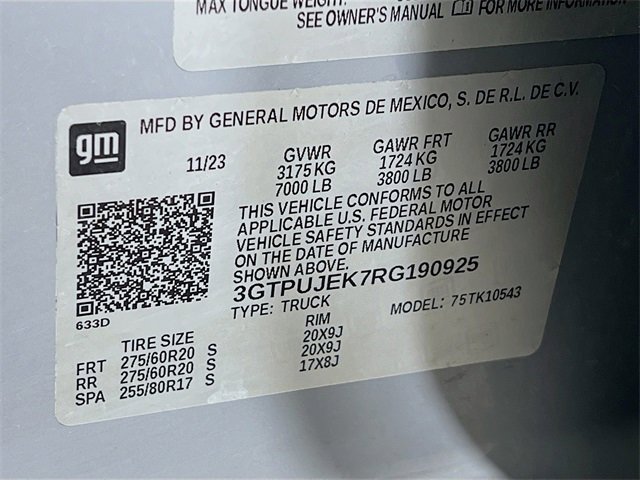 MAX TONGUE WEIGHT:
SEE OWNER'S MANUAL FOR MORE INFORMATION
gm
MFD BY GENERAL MOTORS DE MEXICO, S. DE R.L. DE C.V.
11/23 GVWR GAWR FRT GAWR RR
3175 KG 1724 KG 1724 KG
7000 LB 3800 LB 3800 LB
THIS VEHICLE CONFORMS TO ALL
APPLICABLE U.S. FEDERAL MOTOR
VEHICLE SAFETY STANDARDS IN EFFECT
ON THE DATE OF MANUFACTURE
SHOWN ABOVE.
3GTPUJEK7RG190925
TYPE: TRUCK MODEL: 75TK10543
633D
TIRE SIZE RIM
FRT 275/60R20 S 20X9J
RR 275/60R20 S 20X9J
SPA 255/80R17 S 17X8J